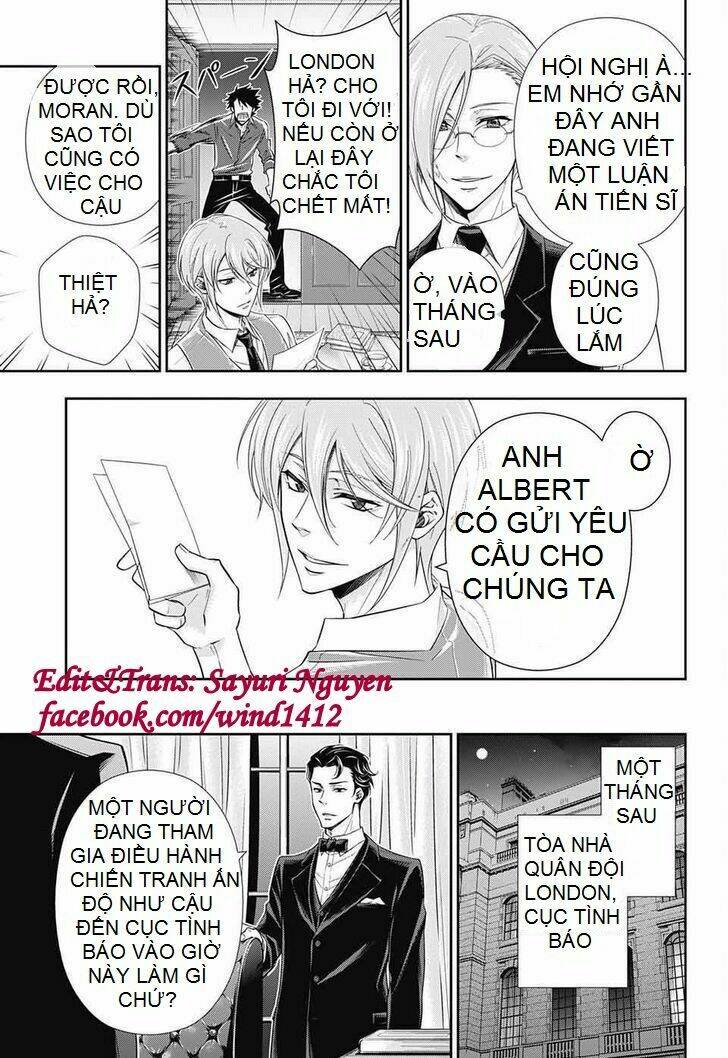 HỘI NGHỊ À...
EM NHỚ GẦN
ĐÂY ANH
ĐANG VIẾT
MỘT LUẬN
ÁN TIẾN SĨ
CŨNG
ĐÚNG
LÚC
LẮM
Ờ, VÀO
THÁNG
SAU
LONDON
HẢ? CHO
TÔI ĐI VỚI!
NẾU CÒN Ở
LẠI ĐÂY
CHẮC TÔI
CHẾT MẤT!
スパーン
ĐƯỢC RỒI,
MORAN. DÙ
SAO TÔI
CŨNG CÓ
VIỆC CHO
CẬU
THIỆT
HẢ?
Ờ
ANH
ALBERT
CÓ GỬI YÊU
CẦU CHO
CHÚNG TA
Edit&Trans: Sayuri Nguyen
facebook.com/wind1412
MỘT
THÁNG
SAU
TÒA NHÀ
QUÂN ĐỘI
LONDON,
CỤC TÌNH
BÁO
MỘT NGƯỜI
ĐANG THAM
GIA ĐIỀU HÀNH
CHIẾN TRANH ẤN
ĐỘ NHƯ CẬU
ĐẾN CỤC TÌNH
BÁO VÀO GIỜ
NÀY LÀM GÌ
CHỨ?